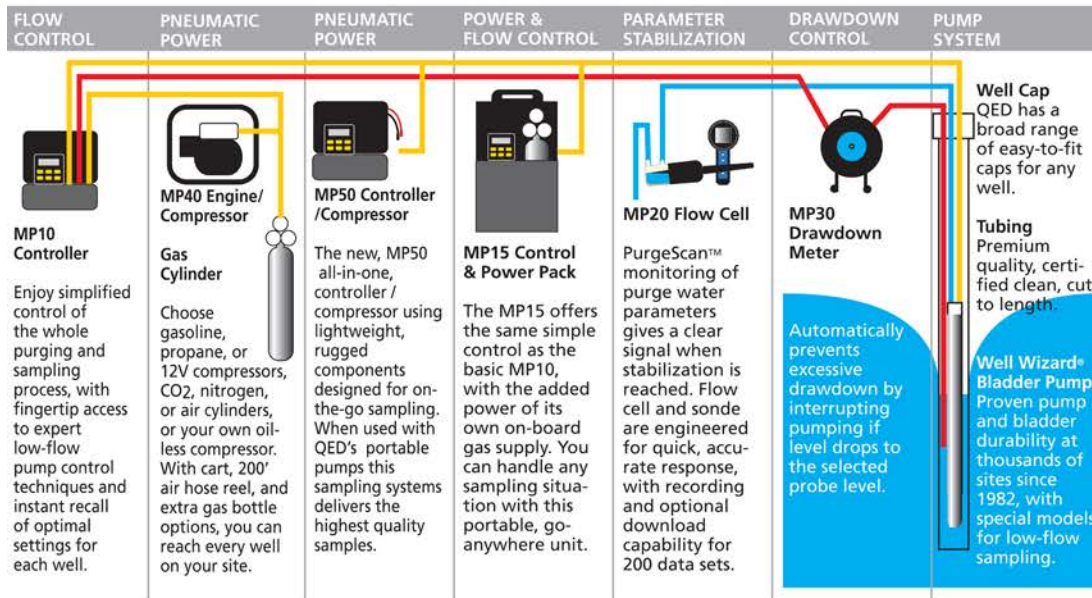 FLOW
CONTROL
MP10
Controller
Enjoy simplified
control of
the whole
purging and
sampling
process, with
fingertip access
to expert
low-flow
pump control
techniques and
instant recall
of optimal
settings for
each well.
PNEUMATIC
POWER
MP40 Engine/
Compressor
Gas
Cylinder
Choose
gasoline,
propane, or
12V compressors,
CO2, nitrogen,
or air cylinders,
or your own oil-
less compressor.
With cart, 200'
air hose reel, and
extra gas bottle
options, you can
reach every well
on your site.
PNEUMATIC
POWER
MP50 Controller
/Compressor
The new, MP50
all-in-one,
controller /
compressor using
lightweight,
rugged
components
designed for on-
the-go sampling.
When used with
QED's portable
pumps this
sampling systems
delivers the
highest quality
samples.
POWER &
FLOW CONTROL
MP15 Control
& Power Pack
The MP15 offers
the same simple
control as the
basic MP10,
with the added
power of its
own on-board
gas supply. You
can handle any
sampling situa-
tion with this
portable, go-
anywhere unit.
PARAMETER
STABILIZATION
MP20 Flow Cell
PurgeScan™
monitoring of
purge water
parameters
gives a clear
signal when
stabilization is
reached. Flow
cell and sonde
are engineered
for quick, accu-
rate response,
with recording
and optional
download
capability for
200 data sets.
DRAWDOWN
CONTROL
MP30
Drawdown
Meter
Automatically
prevents
excessive
drawdown by
interrupting
pumping if
level drops to
the selected
probe level.
PUMP
SYSTEM
Well Cap
QED has a
broad range
of easy-to-fit
caps for any
well.
Tubing
Premium
quality, certi-
fied clean, cut
to length.
Well Wizard®
Bladder Pump
Proven pump
and bladder
durability at
thousands of
sites since
1982, with
special models
for low-flow
sampling.